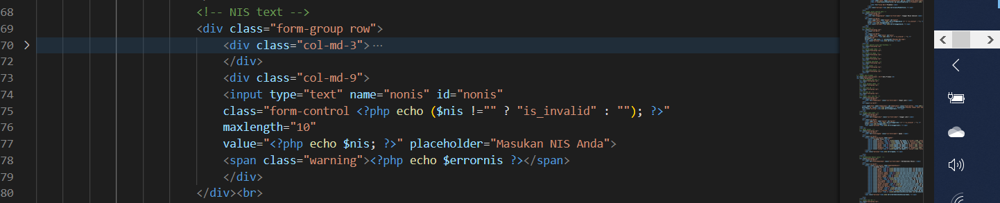 68 <!-- NIS text -->
69 <div class="form-group row">
70 <div class="col-md-3"> ⋯
72 </div>
73 <div class="col-md-9">
74 <input type="text" name="nonis" id="nonis"
75 class="form-control <?php echo ($nis !="" ? "is_invalid" : ""); ?>"
76 maxlength="10"
77 value="<?php echo $nis; ?>" placeholder="Masukan NIS Anda">
78 <span class="warning"><?php echo $errornis ?></span>
79 </div>
80 </div><br>